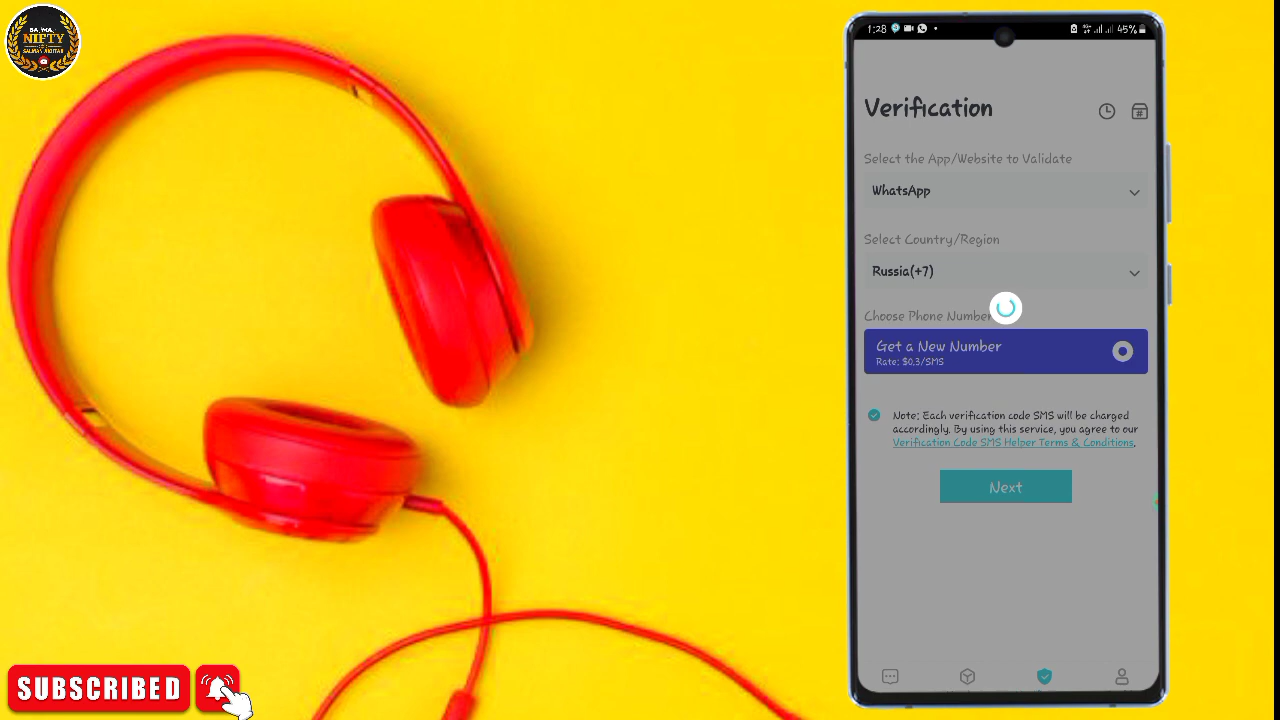 NIFTY
SUBSCRIBED
1:28
45%
Verification
Select the App/Website to Validate
WhatsApp
Select Country/Region
Russia(+7)
Choose Phone Number
Get a New Number
Rate: $0.3/SMS
Note: Each verification code SMS will be charged
accordingly. By using this service, you agree to our
Verification Code SMS Helper Terms & Conditions.
Next